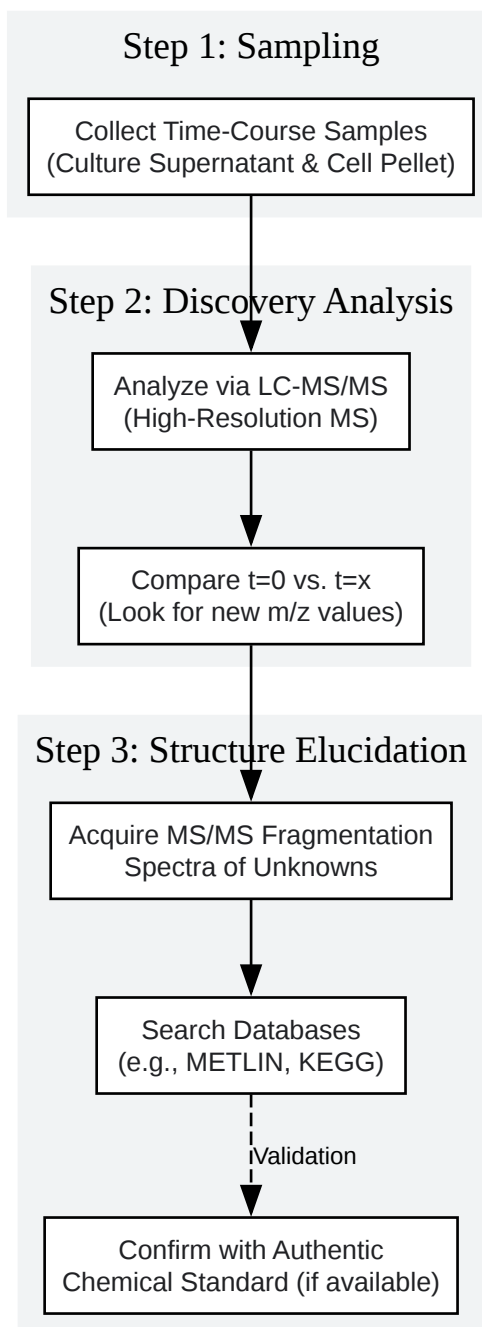 Step 1: Sampling
Collect Time-Course Samples
(Culture Supernatant & Cell Pellet)
Step 2: Discovery Analysis
Analyze via LC-MS/MS
(High-Resolution MS)
Compare t=0 vs. t=x
(Look for new m/z values)
Step 3: Structure Elucidation
Acquire MS/MS Fragmentation
Spectra of Unknowns
Search Databases
(e.g., METLIN, KEGG)
Validation
Confirm with Authentic
Chemical Standard (if available)